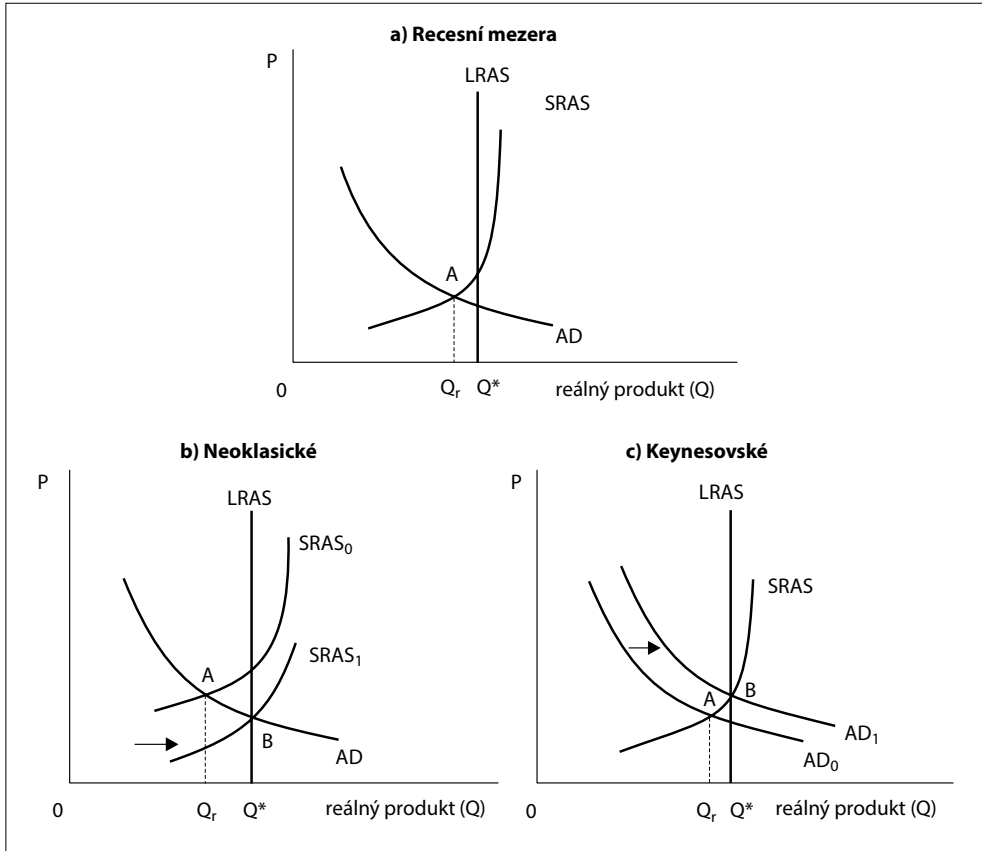 a) Recesní mezera
P
LRAS
SRAS
A
AD
0
Qr
Q*
reálný produkt (Q)
b) Neoklasické
P
LRAS
SRAS0
SRAS1
A
B
AD
0
Qr
Q*
reálný produkt (Q)
c) Keynesovské
P
LRAS
SRAS
A
B
AD1
AD0
0
Qr
Q*
reálný produkt (Q)